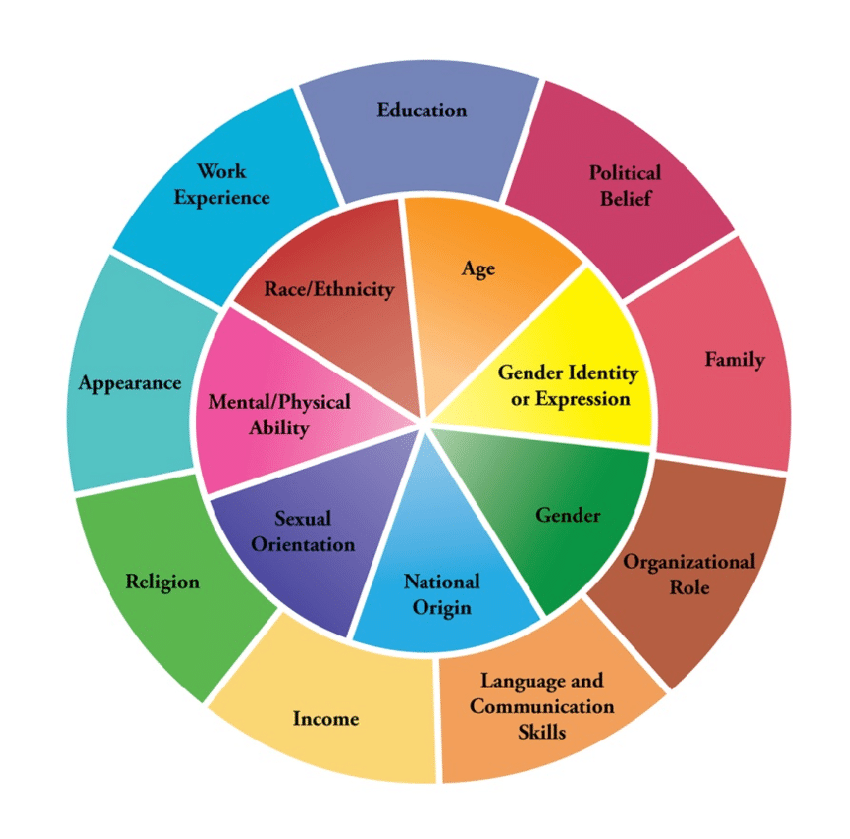 Education
Political
Belief
Family
Organizational
Role
Language and
Communication
Skills
Income
Religion
Appearance
Work
Experience
Age
Gender Identity
or Expression
Gender
National
Origin
Sexual
Orientation
Mental/Physical
Ability
Race/Ethnicity